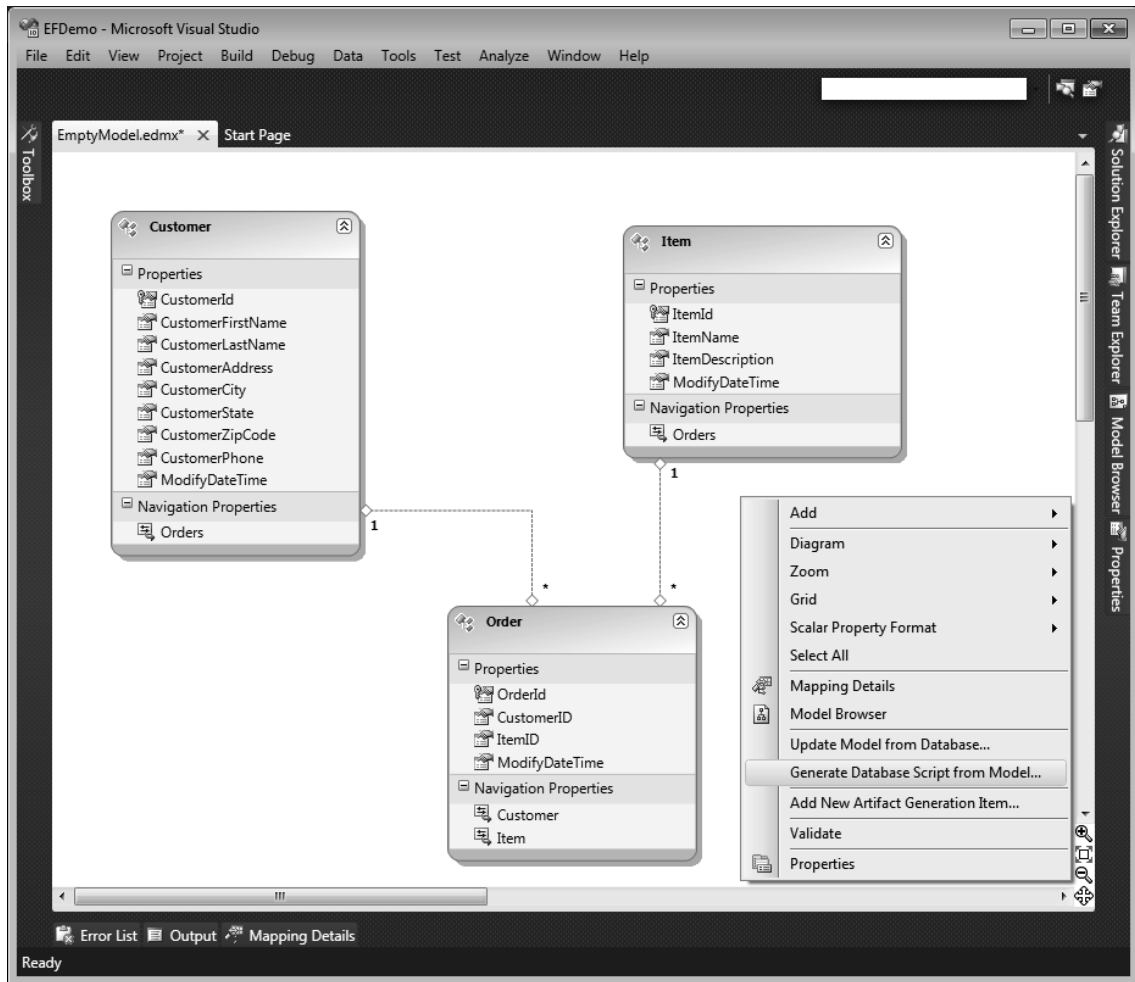 EFDemo - Microsoft Visual Studio
File Edit View Project Build Debug Data Tools Test Analyze Window Help
Toolbox
EmptyModel.edmx* Start Page
Customer
Properties
CustomerId
CustomerFirstName
CustomerLastName
CustomerAddress
CustomerCity
CustomerState
CustomerZipCode
CustomerPhone
ModifyDateTime
Navigation Properties
Orders
1
*
Item
Properties
ItemId
ItemName
ItemDescription
ModifyDateTime
Navigation Properties
Orders
1
*
Order
Properties
OrderId
CustomerID
ItemID
ModifyDateTime
Navigation Properties
Customer
Item
Add
Diagram
Zoom
Grid
Scalar Property Format
Select All
Mapping Details
Model Browser
Update Model from Database...
Generate Database Script from Model...
Add New Artifact Generation Item...
Validate
Properties
Solution Explorer
Team Explorer
Model Browser
Properties
Error List Output Mapping Details
Ready